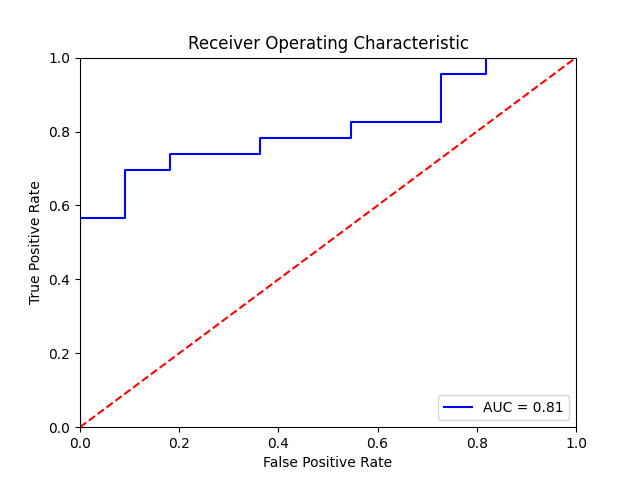 Receiver Operating Characteristic
1.0
0.8
0.6
0.4
0.2
0.0
True Positive Rate
AUC = 0.81
0.0 0.2 0.4 0.6 0.8 1.0
False Positive Rate